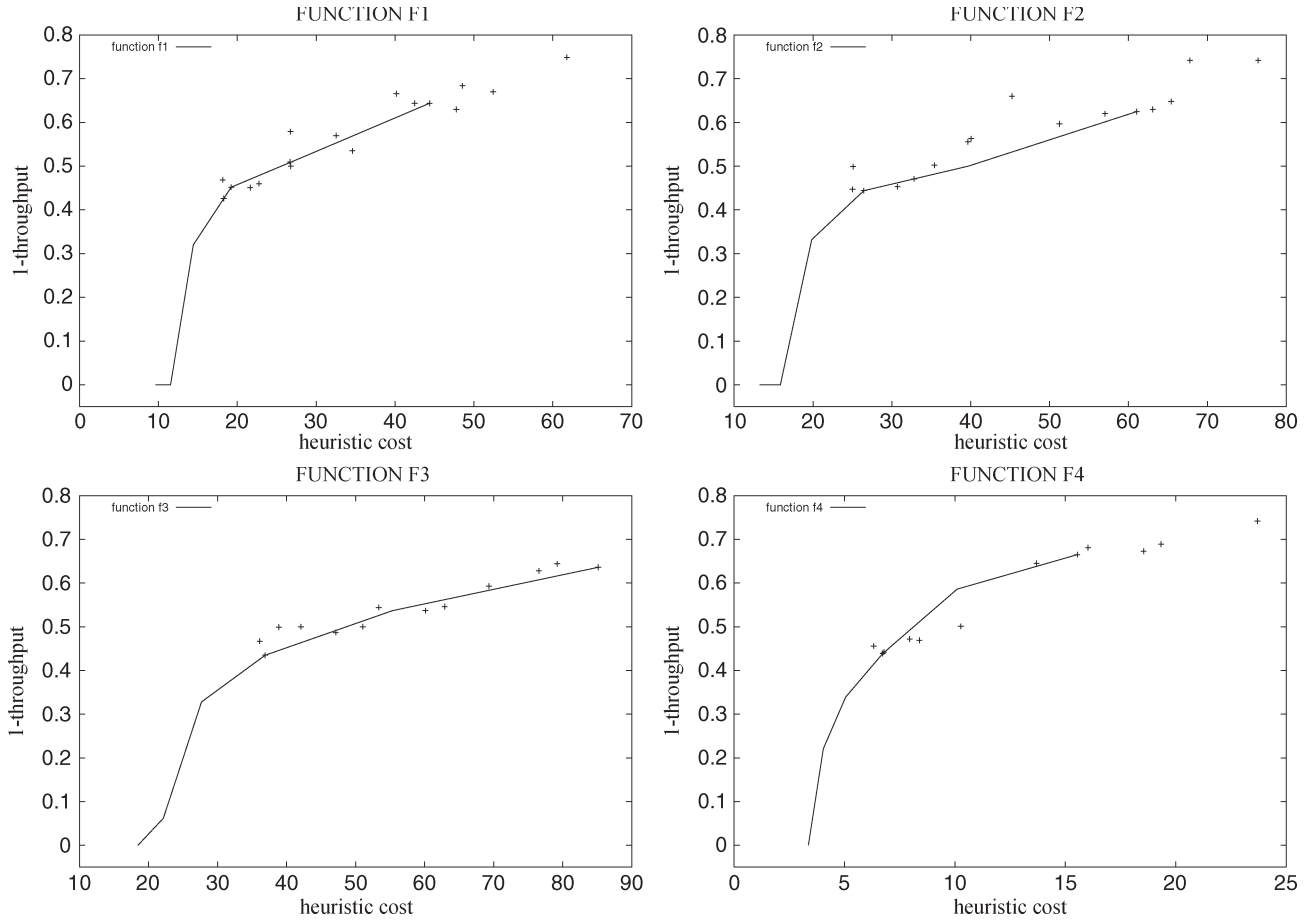 FUNCTION F1
function f1
0.8
0.7
0.6
0.5
0.4
0.3
0.2
0.1
0
1-throughput
0 10 20 30 40 50 60 70
heuristic cost
FUNCTION F2
function f2
0.8
0.7
0.6
0.5
0.4
0.3
0.2
0.1
0
1-throughput
10 20 30 40 50 60 70 80
heuristic cost
FUNCTION F3
function f3
0.8
0.7
0.6
0.5
0.4
0.3
0.2
0.1
0
1-throughput
10 20 30 40 50 60 70 80 90
heuristic cost
FUNCTION F4
function f4
0.8
0.7
0.6
0.5
0.4
0.3
0.2
0.1
0
1-throughput
0 5 10 15 20 25
heuristic cost